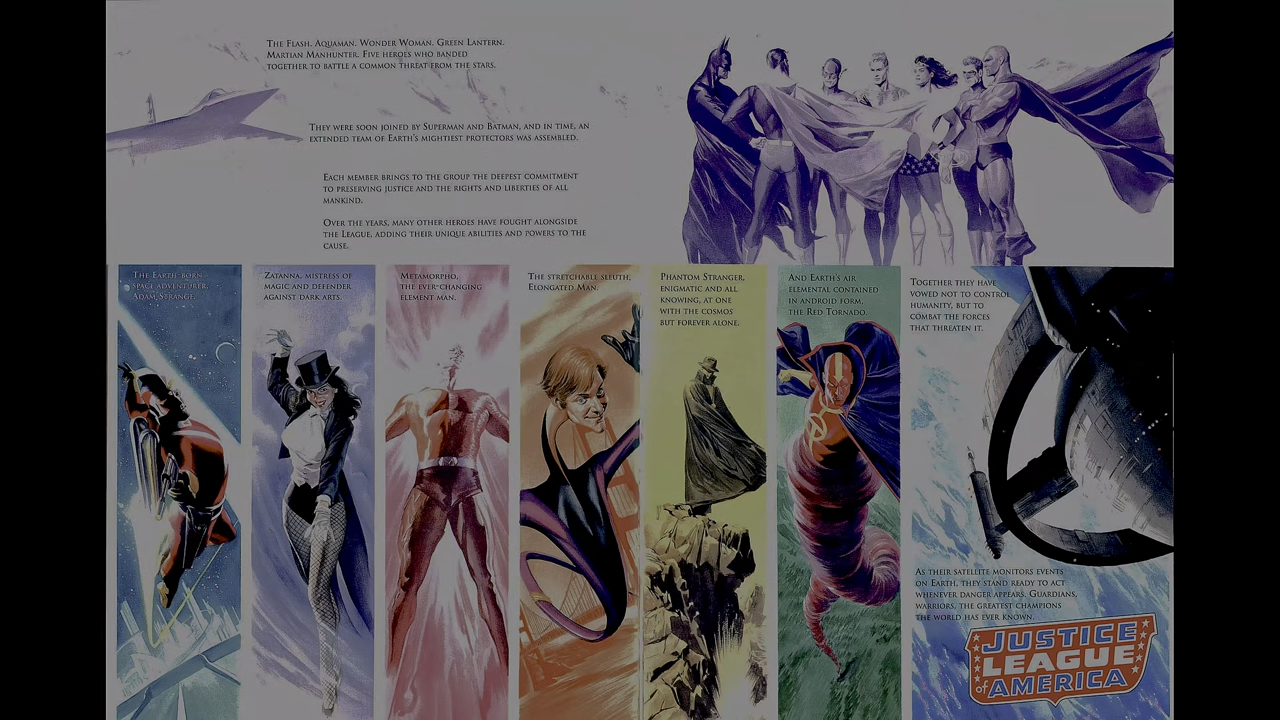 The Flash. Aquaman. Wonder Woman. Green Lantern.
Martian Manhunter. Five heroes who banded
together to battle a common threat from the stars.
They were soon joined by Superman and Batman, and in time, an
extended team of Earth's mightiest protectors was assembled.
Each member brings to the group the deepest commitment
to preserving justice and the rights and liberties of all
mankind.
Over the years, many other heroes have fought alongside
the League, adding their unique abilities and powers to the
cause.
The Earth-born
space adventurer,
Adam Strange.
Zatanna, mistress of
magic and defender
against dark arts.
Metamorpho,
the ever-changing
element man.
The stretchable sleuth,
Elongated Man.
Phantom Stranger,
enigmatic and all
knowing, at one
with the cosmos
but forever alone.
And Earth's air
elemental contained
in android form,
the Red Tornado.
Together they have
vowed not to control
humanity, but to
combat the forces
that threaten it.
As their satellite monitors events
on Earth, they stand ready to act
whenever danger appears. Guardians,
warriors, the greatest champions
the world has ever known.
JUSTICE
LEAGUE
of AMERICA